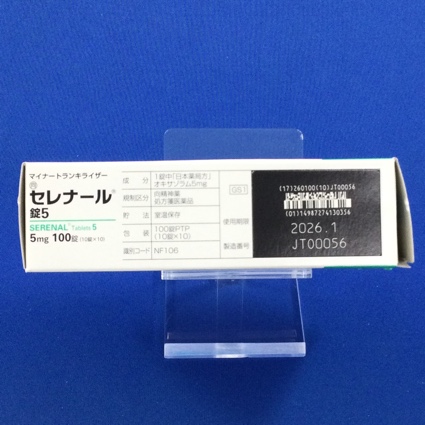 マイナートランキライザー
セレナール®
錠5
SERENAL® Tablets 5
5mg 100錠 (10錠×10)
成分 1錠中「日本薬局方」
オキサゾラム5mg
規制区分 向精神薬
処方箋医薬品
貯法 室温保存
包装 100錠PTP
(10錠×10)
識別コード NF106
GS1
使用期限
製造番号
(17)260100(10)JT00056
(01)14987274130356
2026.1
JT00056